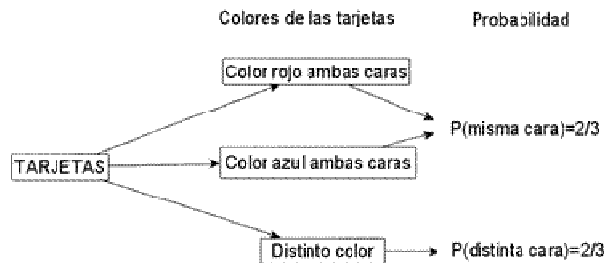 Colores de las tarjetas
Probabilidad
Color rojo ambas caras
P(misma cara)=2/3
TARJETAS
Color azul ambas caras
Distinto color
P(distinta cara)=2/3